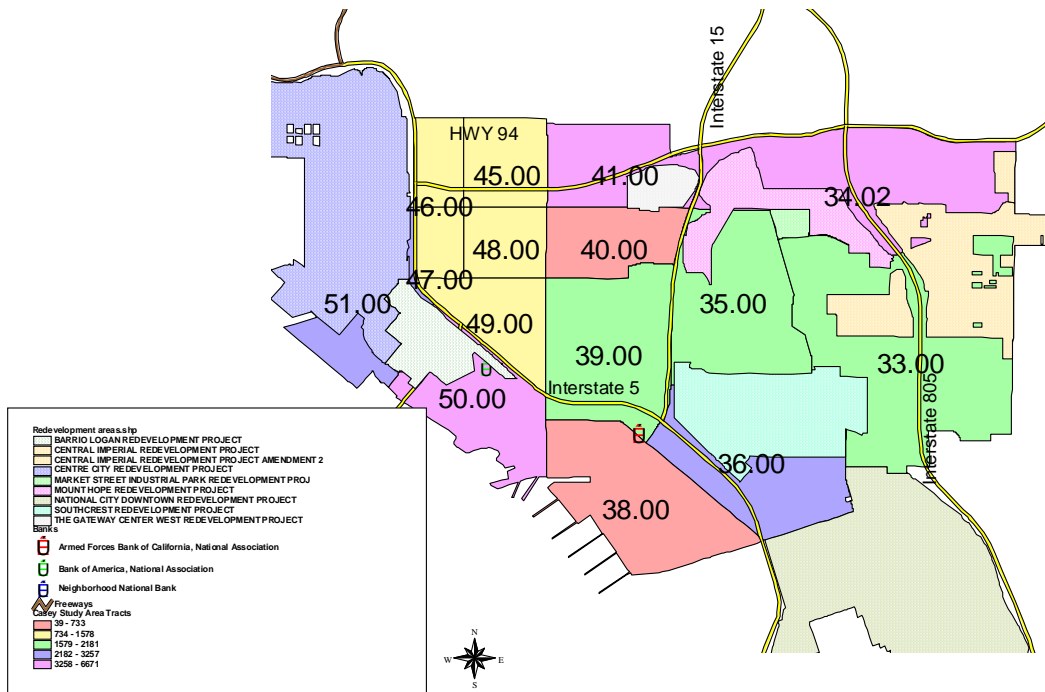 Interstate 15
HWY 94
45.00
41.00
34.02
46.00
48.00
40.00
47.00
51.00
35.00
49.00
39.00
33.00
Interstate 5
50.00
Interstate 805
36.00
38.00
Redevelopment areas.shp
BARRIO LOGAN REDEVELOPMENT PROJECT
CENTRAL IMPERIAL REDEVELOPMENT PROJECT
CENTRAL IMPERIAL REDEVELOPMENT PROJECT AMENDMENT 2
CENTRE CITY REDEVELOPMENT PROJECT
MARKET STREET INDUSTRIAL PARK REDEVELOPMENT PROJ
MOUNT HOPE REDEVELOPMENT PROJECT
NATIONAL CITY DOWNTOWN REDEVELOPMENT PROJECT
SOUTHCREST REDEVELOPMENT PROJECT
THE GATEWAY CENTER WEST REDEVELOPMENT PROJECT
Banks
Armed Forces Bank of California, National Association
Bank of America, National Association
Neighborhood National Bank
Freeways
Casey Study Area Tracts
39 - 733
734 - 1578
1579 - 2181
2182 - 3257
3258 - 6671
N
W E
S